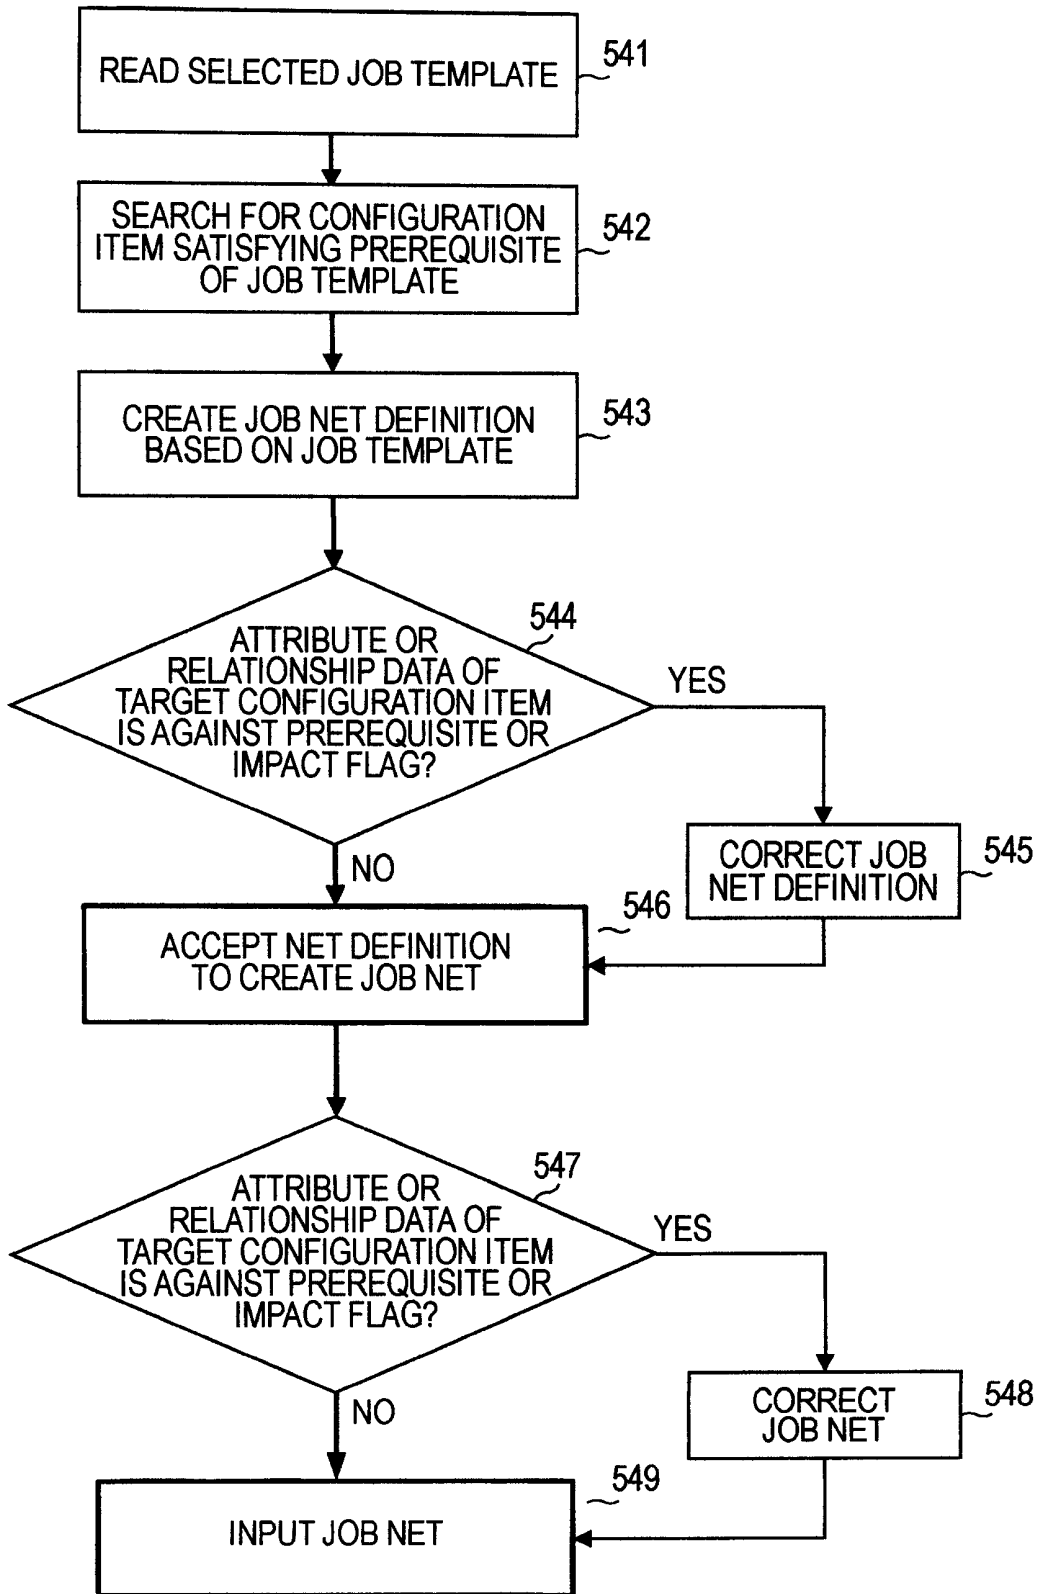 READ SELECTED JOB TEMPLATE
541
SEARCH FOR CONFIGURATION
ITEM SATISFYING PREREQUISITE
OF JOB TEMPLATE
542
CREATE JOB NET DEFINITION
BASED ON JOB TEMPLATE
543
544
ATTRIBUTE OR
RELATIONSHIP DATA OF
TARGET CONFIGURATION ITEM
IS AGAINST PREREQUISITE OR
IMPACT FLAG?
YES
NO
CORRECT JOB
NET DEFINITION
545
546
ACCEPT NET DEFINITION
TO CREATE JOB NET
547
ATTRIBUTE OR
RELATIONSHIP DATA OF
TARGET CONFIGURATION ITEM
IS AGAINST PREREQUISITE OR
IMPACT FLAG?
YES
NO
CORRECT
JOB NET
548
549
INPUT JOB NET